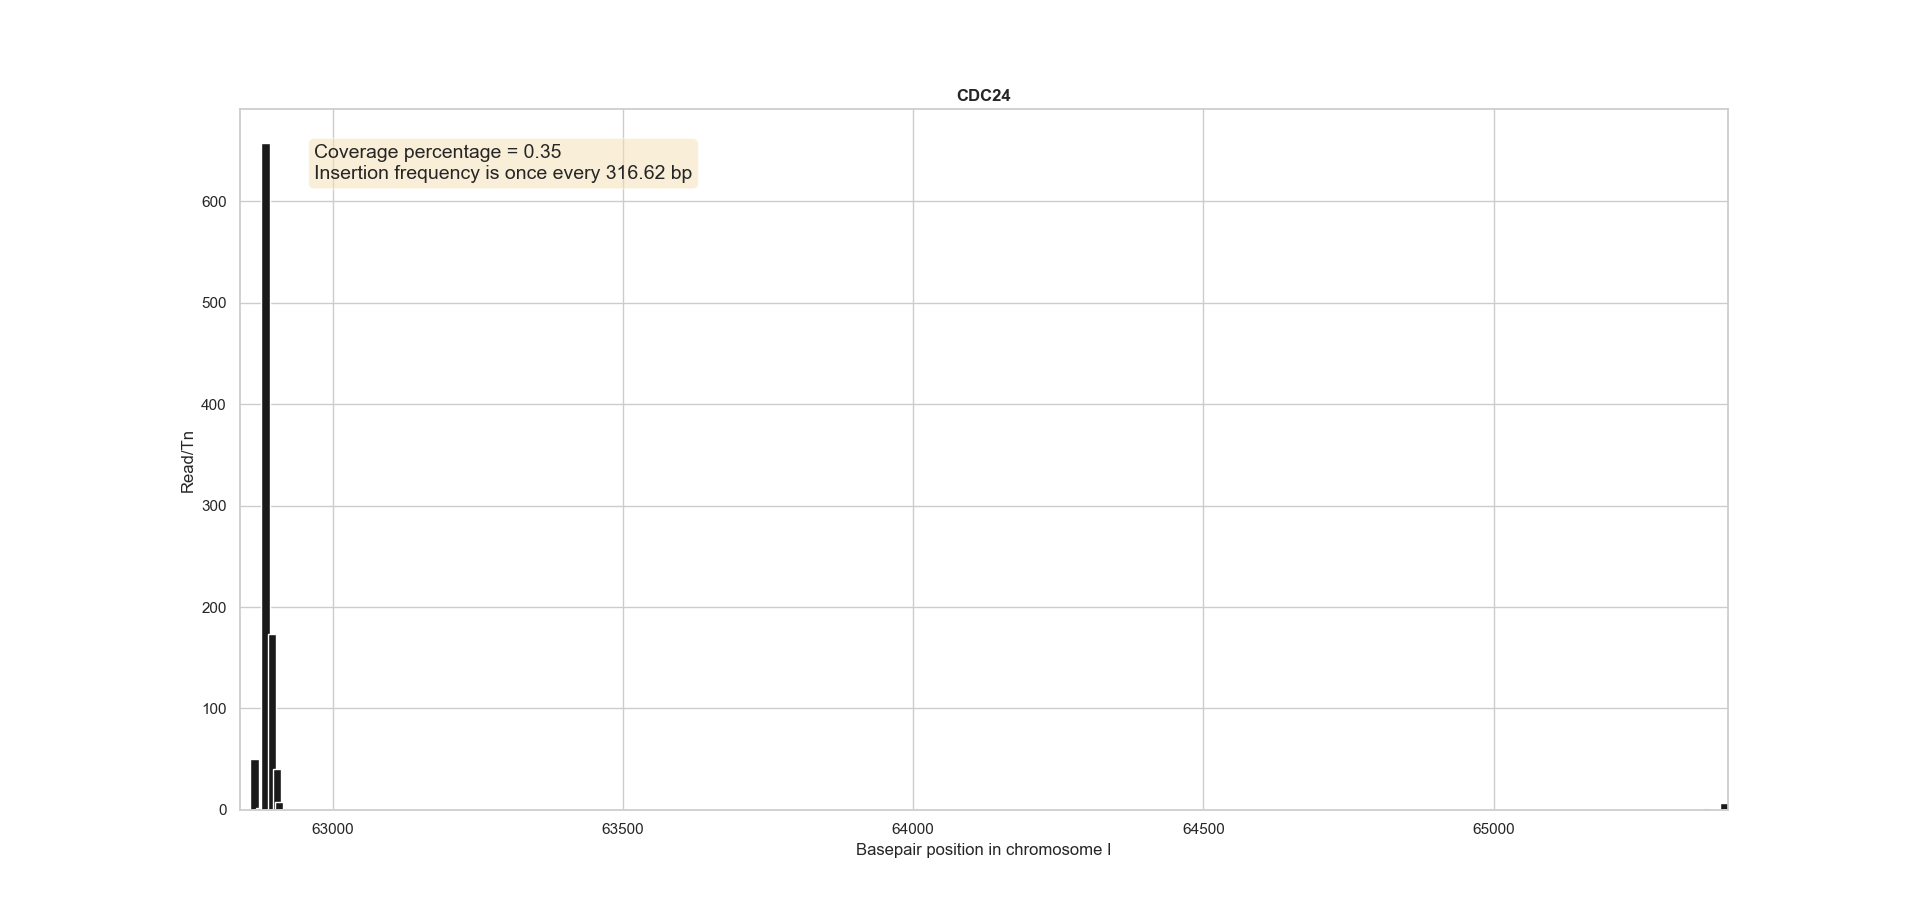 CDC24
Coverage percentage = 0.35
Insertion frequency is once every 316.62 bp
600
500
400
300
200
100
0
Read/Tn
63000
63500
64000
64500
65000
Basepair position in chromosome I